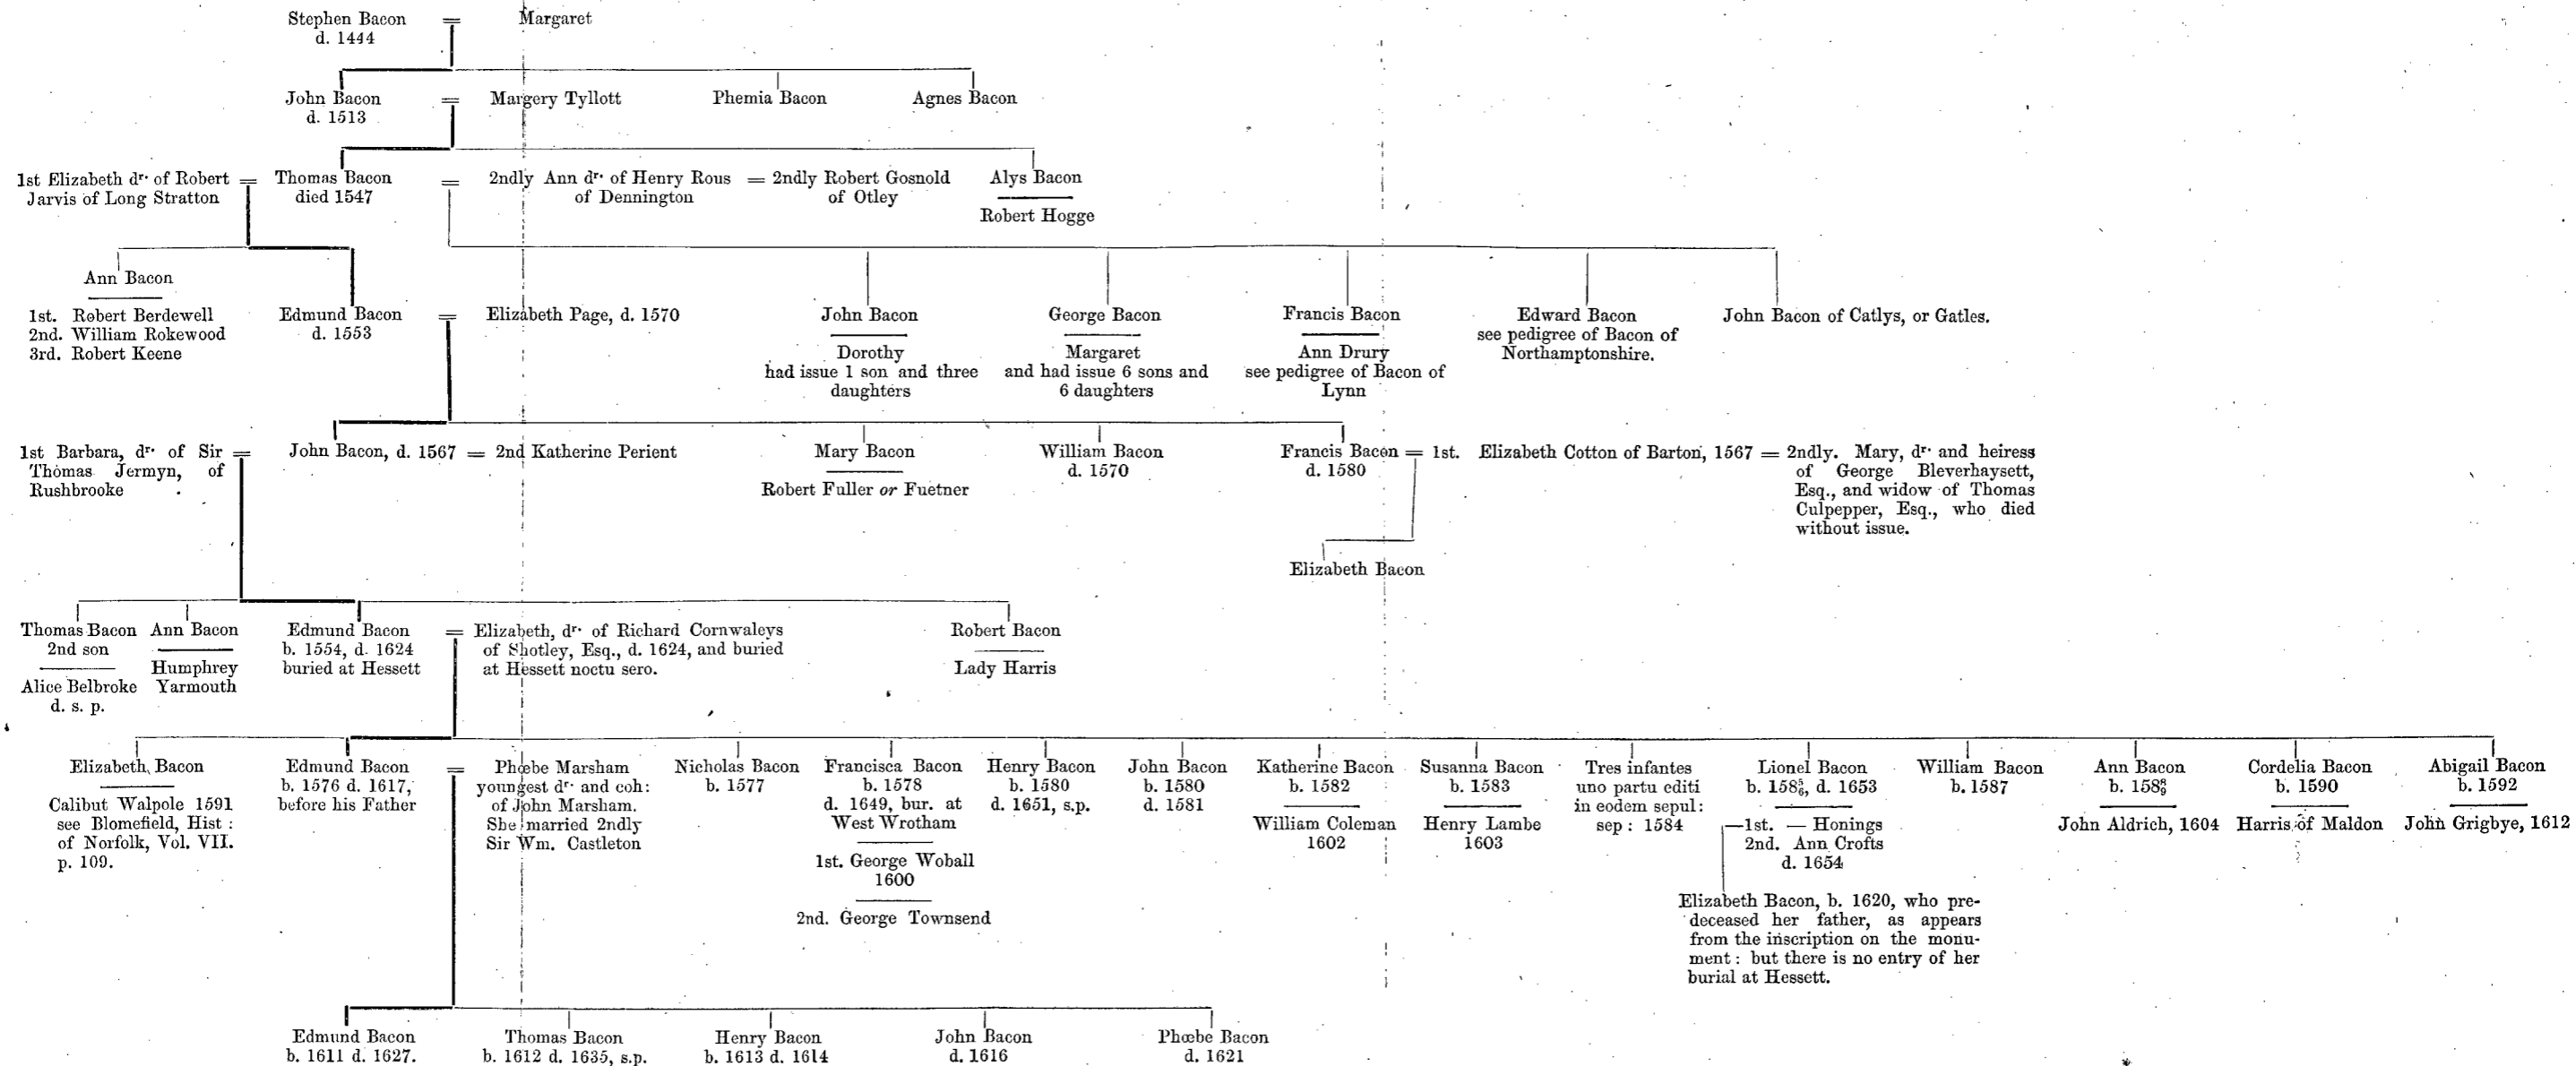 Stephen Bacon = Margaret
d. 1444
John Bacon = Margery Tyllott Phemia Bacon Agnes Bacon
d. 1513
1st Elizabeth dr. of Robert = Thomas Bacon = 2ndly Ann dr. of Henry Rous = 2ndly Robert Gosnold Alys Bacon
Jarvis of Long Stratton died 1547 of Dennington of Otley
Robert Hogge
Ann Bacon
1st. Robert Berdewell
2nd. William Rokewood
3rd. Robert Keene
Edmund Bacon = Elizabeth Page, d. 1570
d. 1553
John Bacon
Dorothy
had issue 1 son and three
daughters
George Bacon
Margaret
and had issue 6 sons and
6 daughters
Francis Bacon
Ann Drury
see pedigree of Bacon of
Lynn
Edward Bacon
see pedigree of Bacon of
Northamptonshire.
John Bacon of Catlys, or Gatles.
1st Barbara, dr. of Sir =
Thomas Jermyn, of
Rushbrooke
John Bacon, d. 1567 = 2nd Katherine Perient
Mary Bacon
Robert Fuller or Fuetner
William Bacon
d. 1570
Francis Bacon = 1st. Elizabeth Cotton of Barton, 1567 = 2ndly. Mary, dr. and heiress
d. 1580
of George Bleverhaysett,
Esq., and widow of Thomas
Culpepper, Esq., who died
without issue.
Elizabeth Bacon
Thomas Bacon
2nd son
Alice Belbroke
d. s. p.
Ann Bacon
Humphrey
Yarmouth
Edmund Bacon =
b. 1554, d. 1624
buried at Hessett
Elizabeth, dr. of Richard Cornwaleys
of Shotley, Esq., d. 1624, and buried
at Hessett noctu sero.
Robert Bacon
Lady Harris
Elizabeth, Bacon
Calibut Walpole 1591
see Blomefield, Hist :
of Norfolk, Vol. VII.
p. 109.
Edmund Bacon =
b. 1576 d. 1617,
before his Father
Phœbe Marsham
youngest dr. and coh:
of John Marsham.
She married 2ndly
Sir Wm. Castleton
Nicholas Bacon
b. 1577
Francisca Bacon
b. 1578
d. 1649, bur. at
West Wrotham
1st. George Woball
1600
2nd. George Townsend
Henry Bacon
b. 1580
d. 1651, s.p.
John Bacon
b. 1580
d. 1581
Katherine Bacon
b. 1582
William Coleman
1602
Susanna Bacon
b. 1583
Henry Lambe
1603
Tres infantes
uno partu editi
in eodem sepul:
sep : 1584
Lionel Bacon
b. 158⅚, d. 1653
1st. — Honings
2nd. Ann Crofts
d. 1654
Elizabeth Bacon, b. 1620, who pre-
deceased her father, as appears
from the inscription on the monu-
ment : but there is no entry of her
burial at Hessett.
William Bacon
b. 1587
Ann Bacon
John Aldrich, 1604
Cordelia Bacon
b. 1590
Harris of Maldon
Abigail Bacon
b. 1592
John Grigbye, 1612
Edmund Bacon
b. 1611 d. 1627.
Thomas Bacon
b. 1612 d. 1635, s.p.
Henry Bacon
b. 1613 d. 1614
John Bacon
d. 1616
Phœbe Bacon
d. 1621